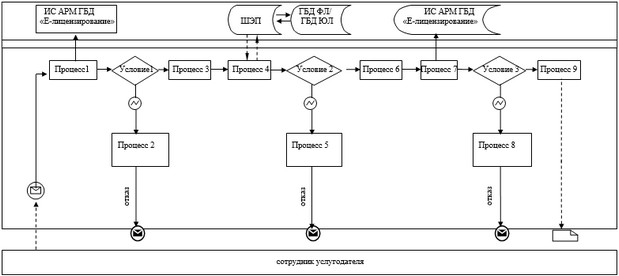 ИС АРМ ГБД
«Е-лицензирование»
ШЭП
ГБД ФЛ/
ГБД ЮЛ
ИС АРМ ГБД
«Е-лицензирование»
Процесс1
Условие1
Процесс 3
Процесс 4
Условие 2
Процесс 6
Процесс 7
Условие 3
Процесс 9
Процесс 2
Процесс 5
Процесс 8
отказ
отказ
отказ
сотрудник услугодателя